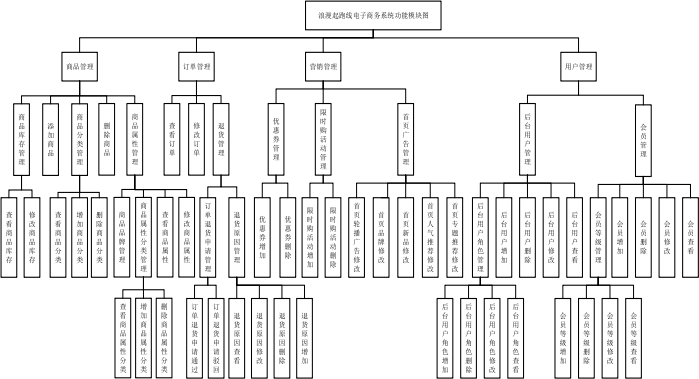 浪漫起跑线电子商务系统功能模块图
商品管理
订单管理
营销管理
用户管理
商品库存管理
添加商品
商品分类管理
删除商品
商品属性管理
查看订单
修改订单
退货管理
优惠券管理
限时购活动管理
首页广告管理
后台用户管理
会员管理
查看商品库存
修改商品库存
查看商品分类
增加商品分类
删除商品分类
商品品牌管理
商品属性分类管理
查看商品属性
修改商品属性
订单退货申请管理
退货原因管理
优惠券增加
优惠券删除
限时购活动增加
限时购活动删除
首页轮播广告修改
首页品牌修改
首页新品修改
首页人气推荐修改
首页专题推荐修改
后台用户角色管理
后台用户增加
后台用户删除
后台用户修改
后台用户查看
会员等级管理
会员增加
会员删除
会员修改
会员查看
查看商品属性分类
增加商品属性分类
删除商品属性分类
订单退货申请通过
订单退货申请驳回
退货原因查看
退货原因修改
退货原因删除
退货原因增加
后台用户角色增加
后台用户角色删除
后台用户角色修改
后台用户角色查看
会员等级增加
会员等级删除
会员等级修改
会员等级查看